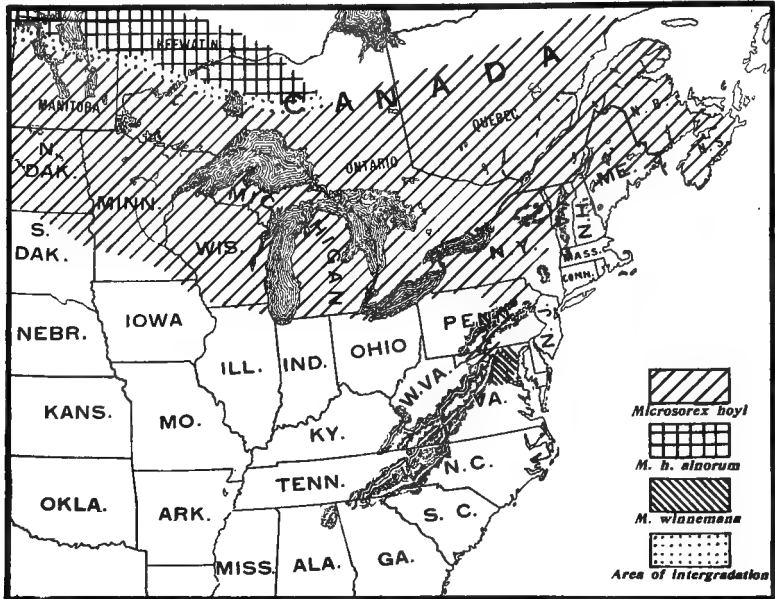 KEEWATIN
CANADA
MANITOBA
QUEBEC
N. B.
N. S.
ONTARIO
N. DAK.
MINN.
MICHIGAN
ME.
N.H.
S. DAK.
WIS.
N.Y.
MASS.
CONN.
NEBR.
IOWA
PENN.
N.J.
ILL.
IND.
OHIO
W.VA.
VA.
KANS.
MO.
KY.
Microsorex hoyi
TENN.
N.C.
M. h. alnorum
OKLA.
ARK.
S. C.
M. winnemana
MISS.
ALA.
GA.
Area of Intergradation